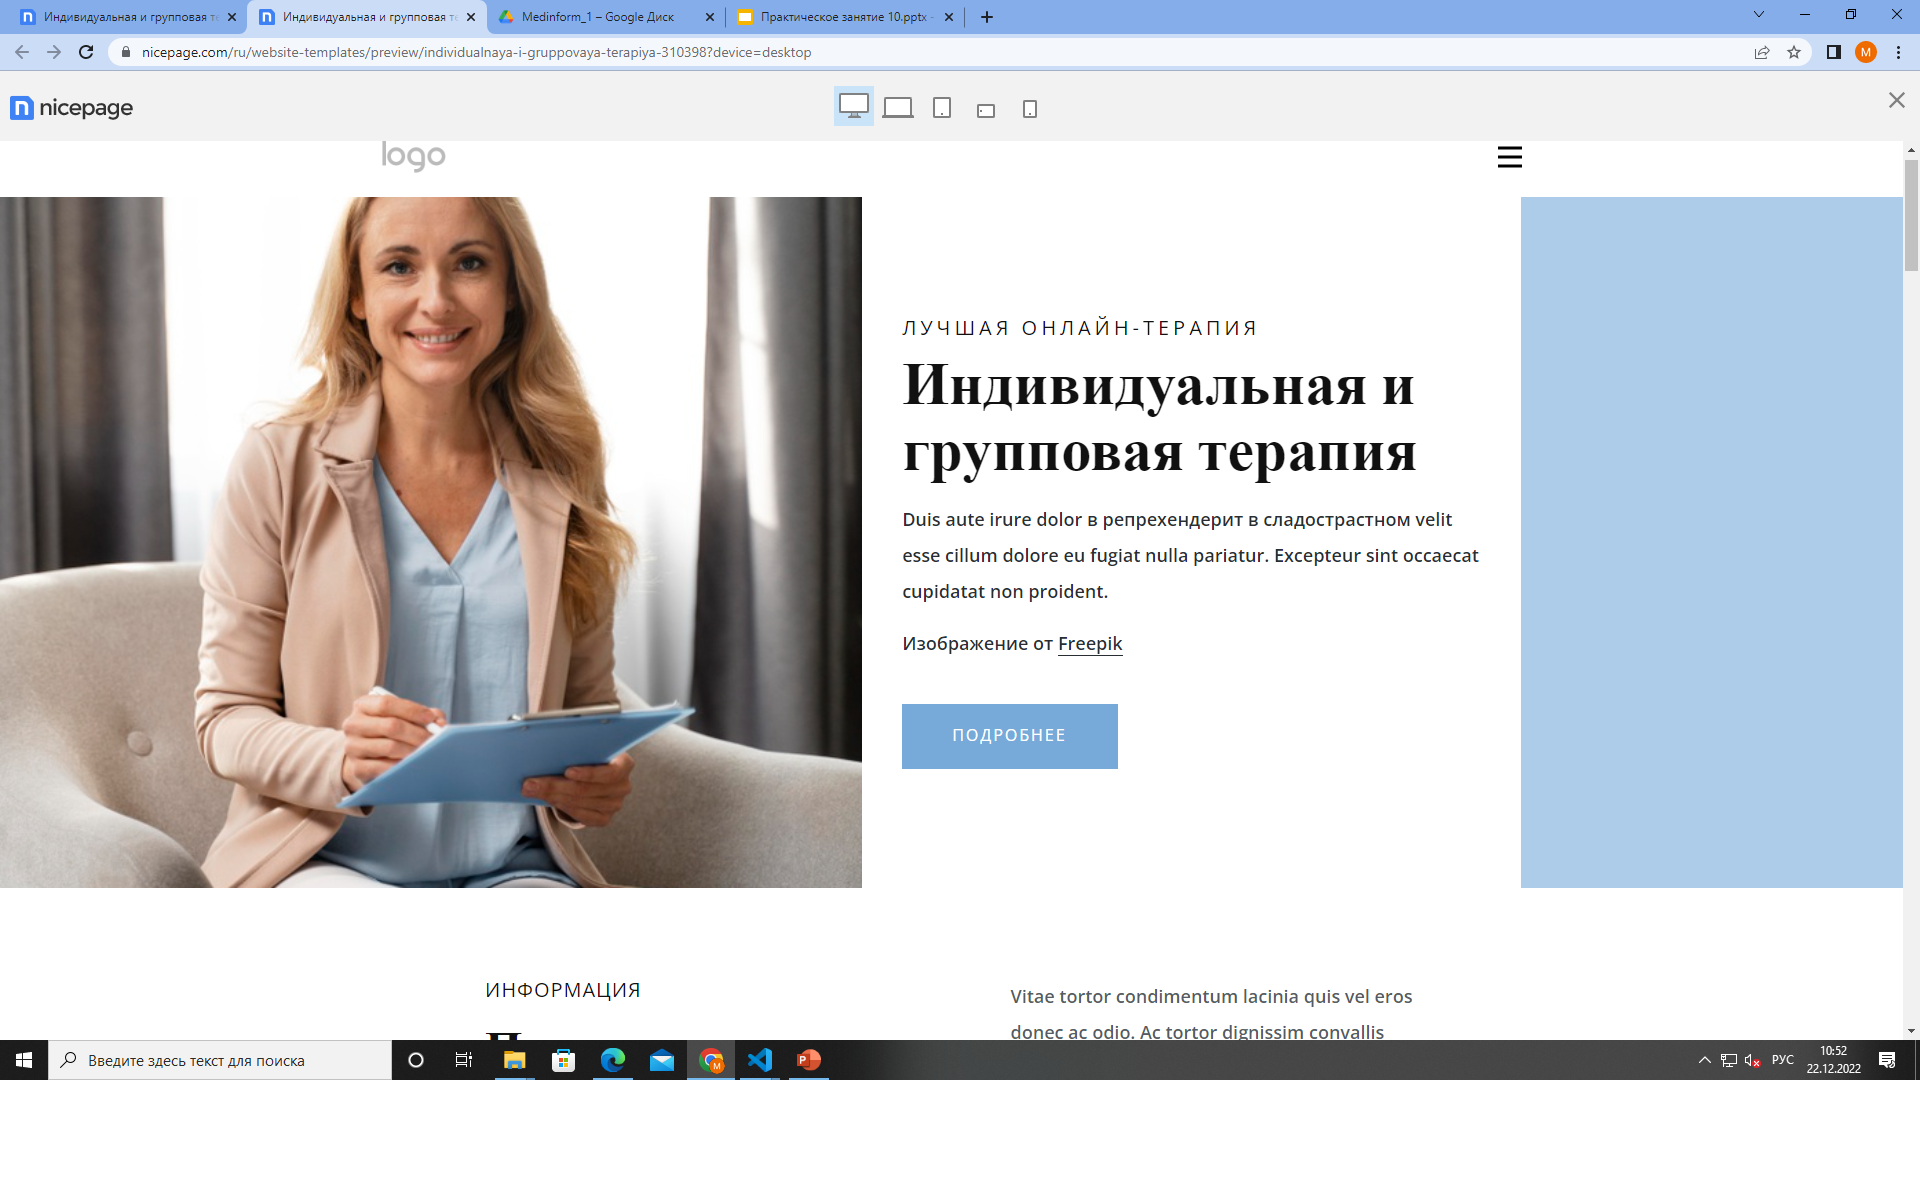 Индивидуальная и групповая те
Индивидуальная и групповая те
Medinform_1 – Google Диск
Практическое занятие 10.pptx -
nicepage.com/ru/website-templates/preview/individualnaya-i-gruppovaya-terapiya-310398?device=desktop
M
nicepage
logo
ЛУЧШАЯ ОНЛАЙН-ТЕРАПИЯ
Индивидуальная и
групповая терапия
Duis aute irure dolor в репрехендерит в сладострастном velit
esse cillum dolore eu fugiat nulla pariatur. Excepteur sint occaecat
cupidatat non proident.
Изображение от Freepik
ПОДРОБНЕЕ
ИНФОРМАЦИЯ
Vitae tortor condimentum lacinia quis vel eros
donec ac odio. Ac tortor dignissim convallis
Введите здесь текст для поиска
M
P
РУС
10:52
22.12.2022